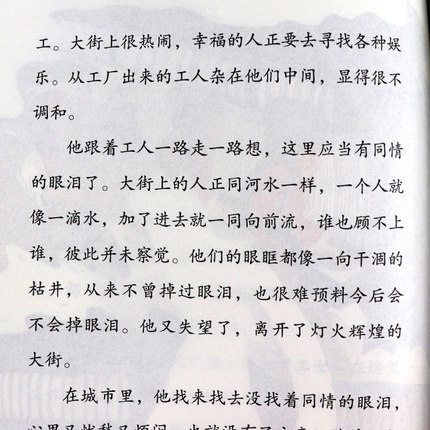 工。大街上很热闹，幸福的人正要去寻找各种娱
乐。从工厂出来的工人杂在他们中间，显得很不
调和。
他跟着工人一路走一路想，这里应当有同情
的眼泪了。大街上的人正同河水一样，一个人就
像一滴水，加了进去就一同向前流，谁也顾不上
谁，彼此并未察觉。他们的眼眶都像一向干涸的
枯井，从来不曾掉过眼泪，也很难预料今后会
不会掉眼泪。他又失望了，离开了灯火辉煌的
大街。
在城市里，他找来找去没找着同情的眼泪，